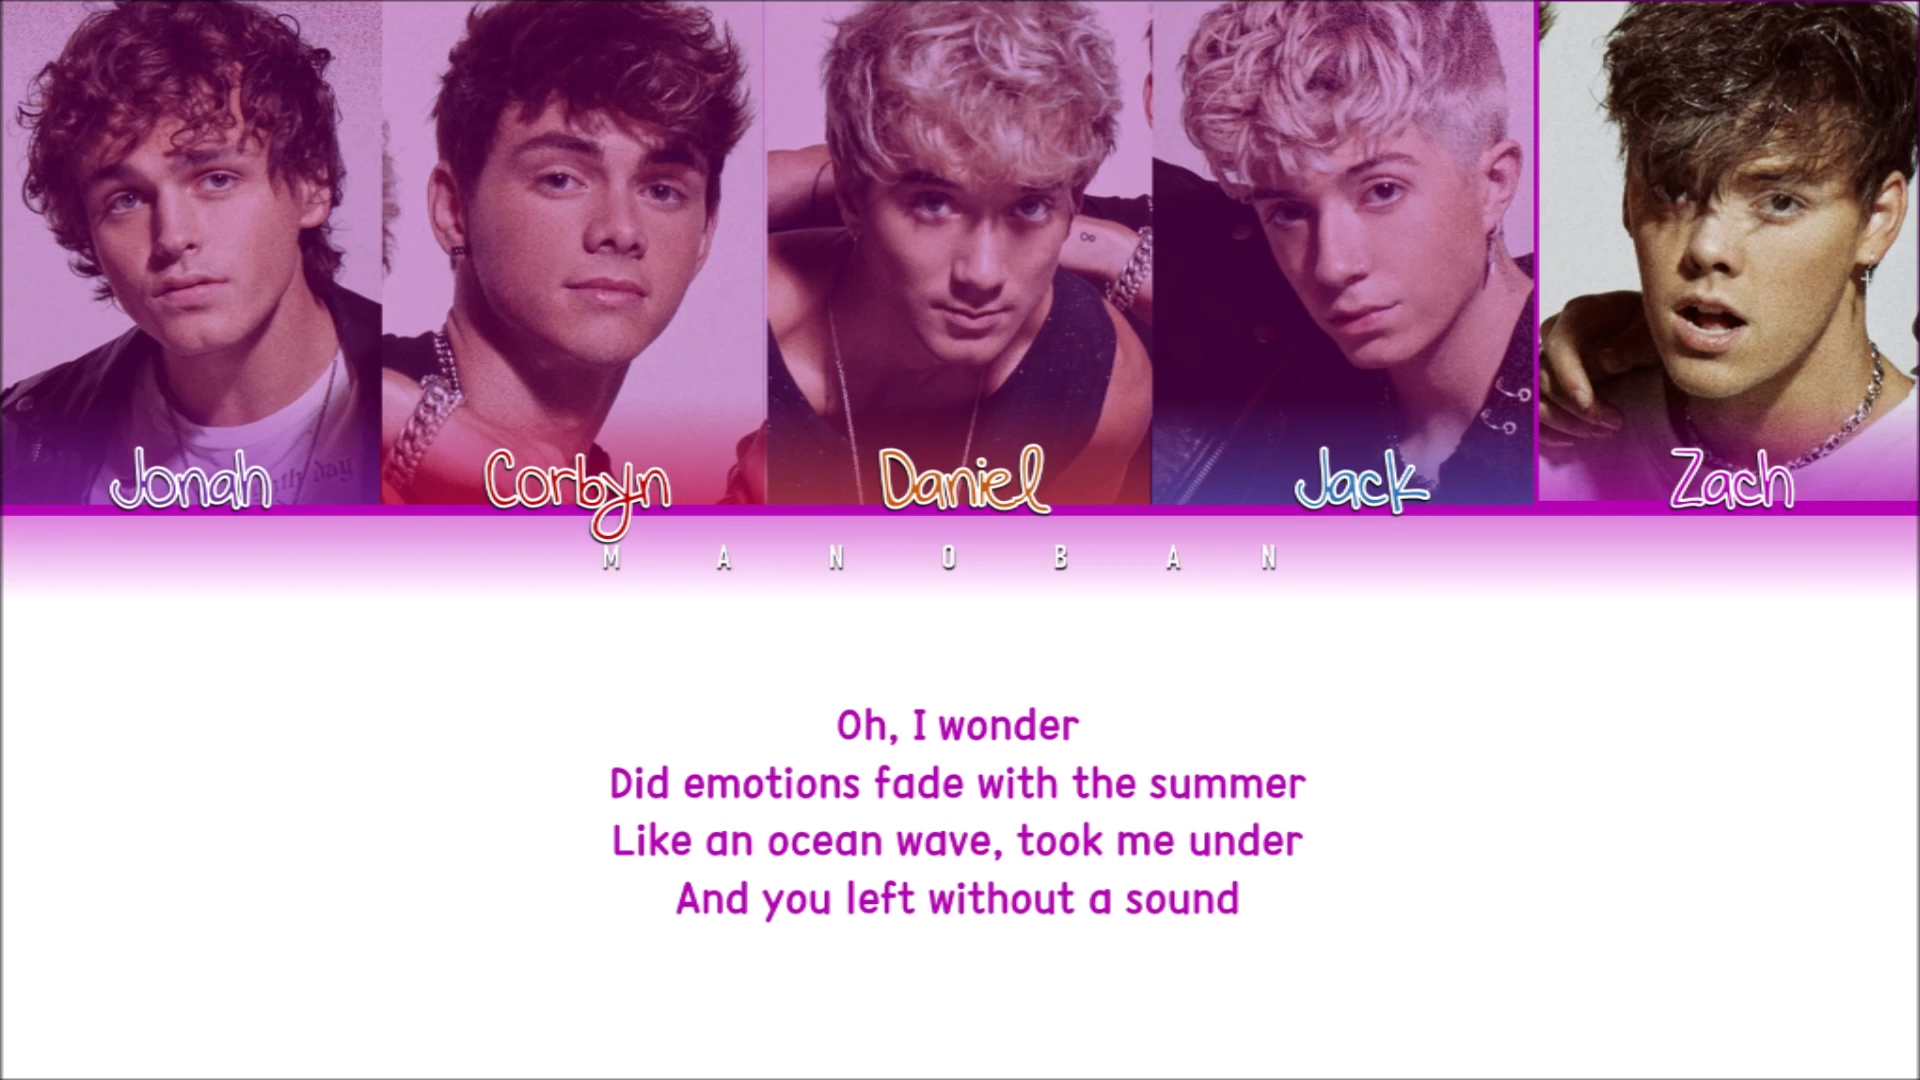 Jonah
Corbyn
Daniel
Jack
Zach
MANOBAN
Oh, I wonder
Did emotions fade with the summer
Like an ocean wave, took me under
And you left without a sound